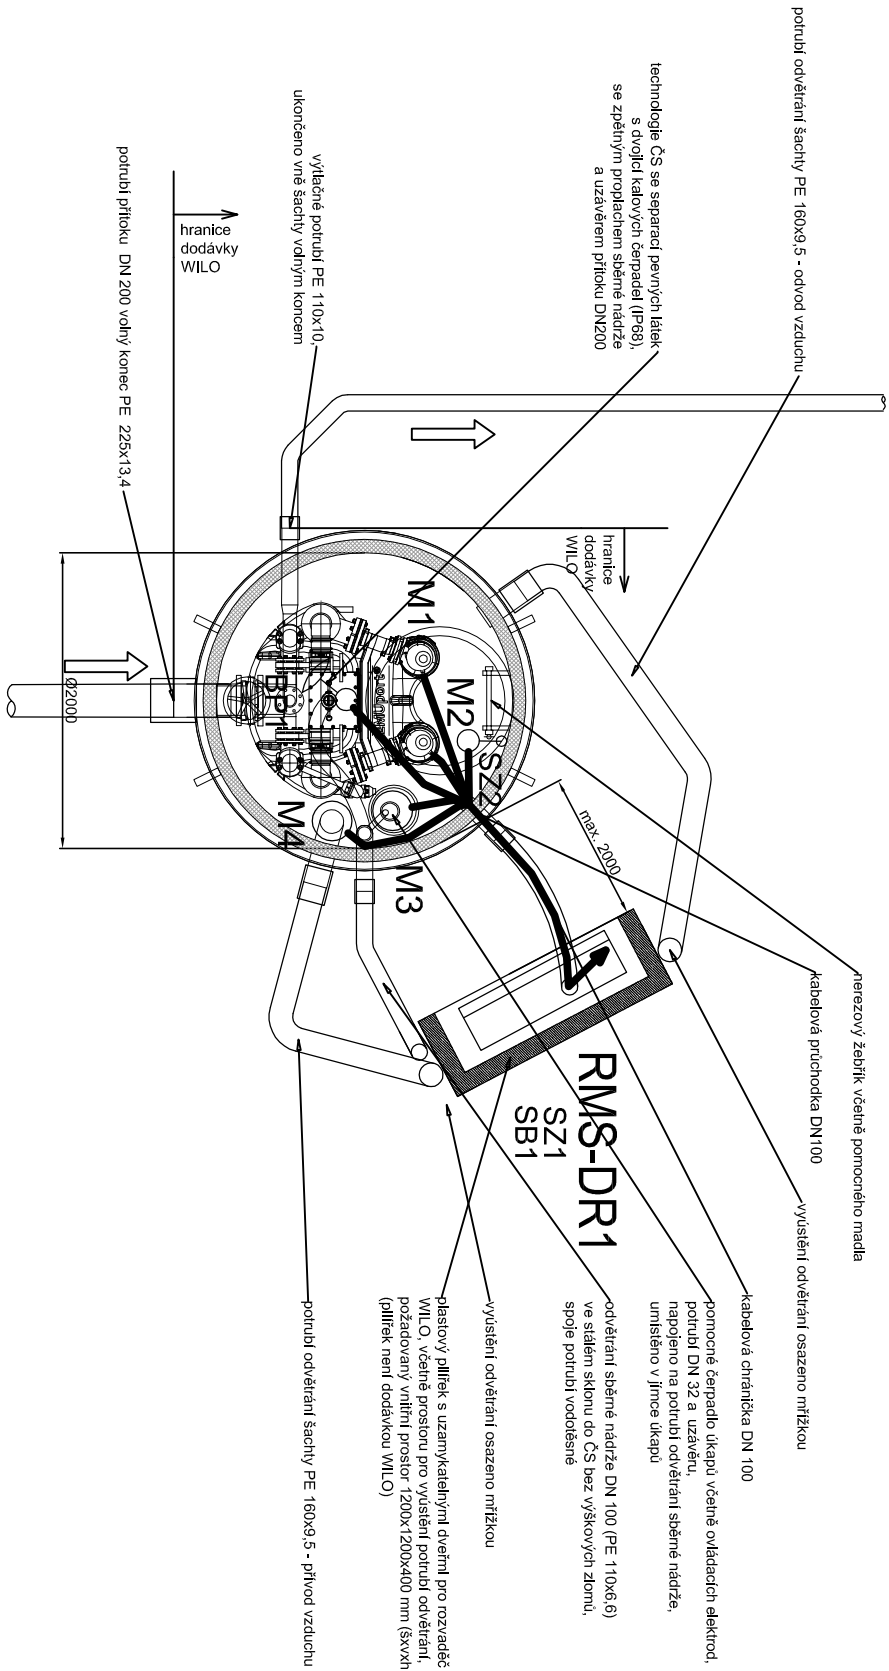 potrubí odvětrání šachty PE 160x9,5 - odvod vzduchu
technologie ČS se separací pevných látek
s dvojicí kalových čerpadel (IP68),
se zpětným proplachem sběrné nádrže
a uzávěrem přítoku DN200
výtlačné potrubí PE 110x10,
ukončeno vně šachty volným koncem
hranice
dodávky
WILO
potrubí přítoku DN 200 volný konec PE 225x13,4
hranice
dodávky
WILO
Ø2000
M1
M2
BP1
SZ2
M4
M3
max. 2000
RMS-DR1
SZ1
SB1
nerezový žebřík včetně pomocného madla
kabelová průchodka DN100
vyústění odvětrání osazeno mřížkou
kabelová chránička DN 100
pomocné čerpadlo úkapů včetně ovládacích elektrod,
potrubí DN 32 a uzávěru,
napojeno na potrubí odvětrání sběrné nádrže,
umístěno v jímce úkapů
odvětrání sběrné nádrže DN 100 (PE 110x6,6)
ve stálém sklonu do ČS bez výškových zlomů,
spoje potrubí vodotěsné
vyústění odvětrání osazeno mřížkou
plastový pilířek s uzamykatelnými dveřmi pro rozvaděč
WILO, včetně prostoru pro vyústění potrubí odvětrání,
požadovaný vnitřní prostor 1200x1200x400 mm (šxvxh
(pilířek není dodávkou WILO)
potrubí odvětrání šachty PE 160x9,5 - přívod vzduchu